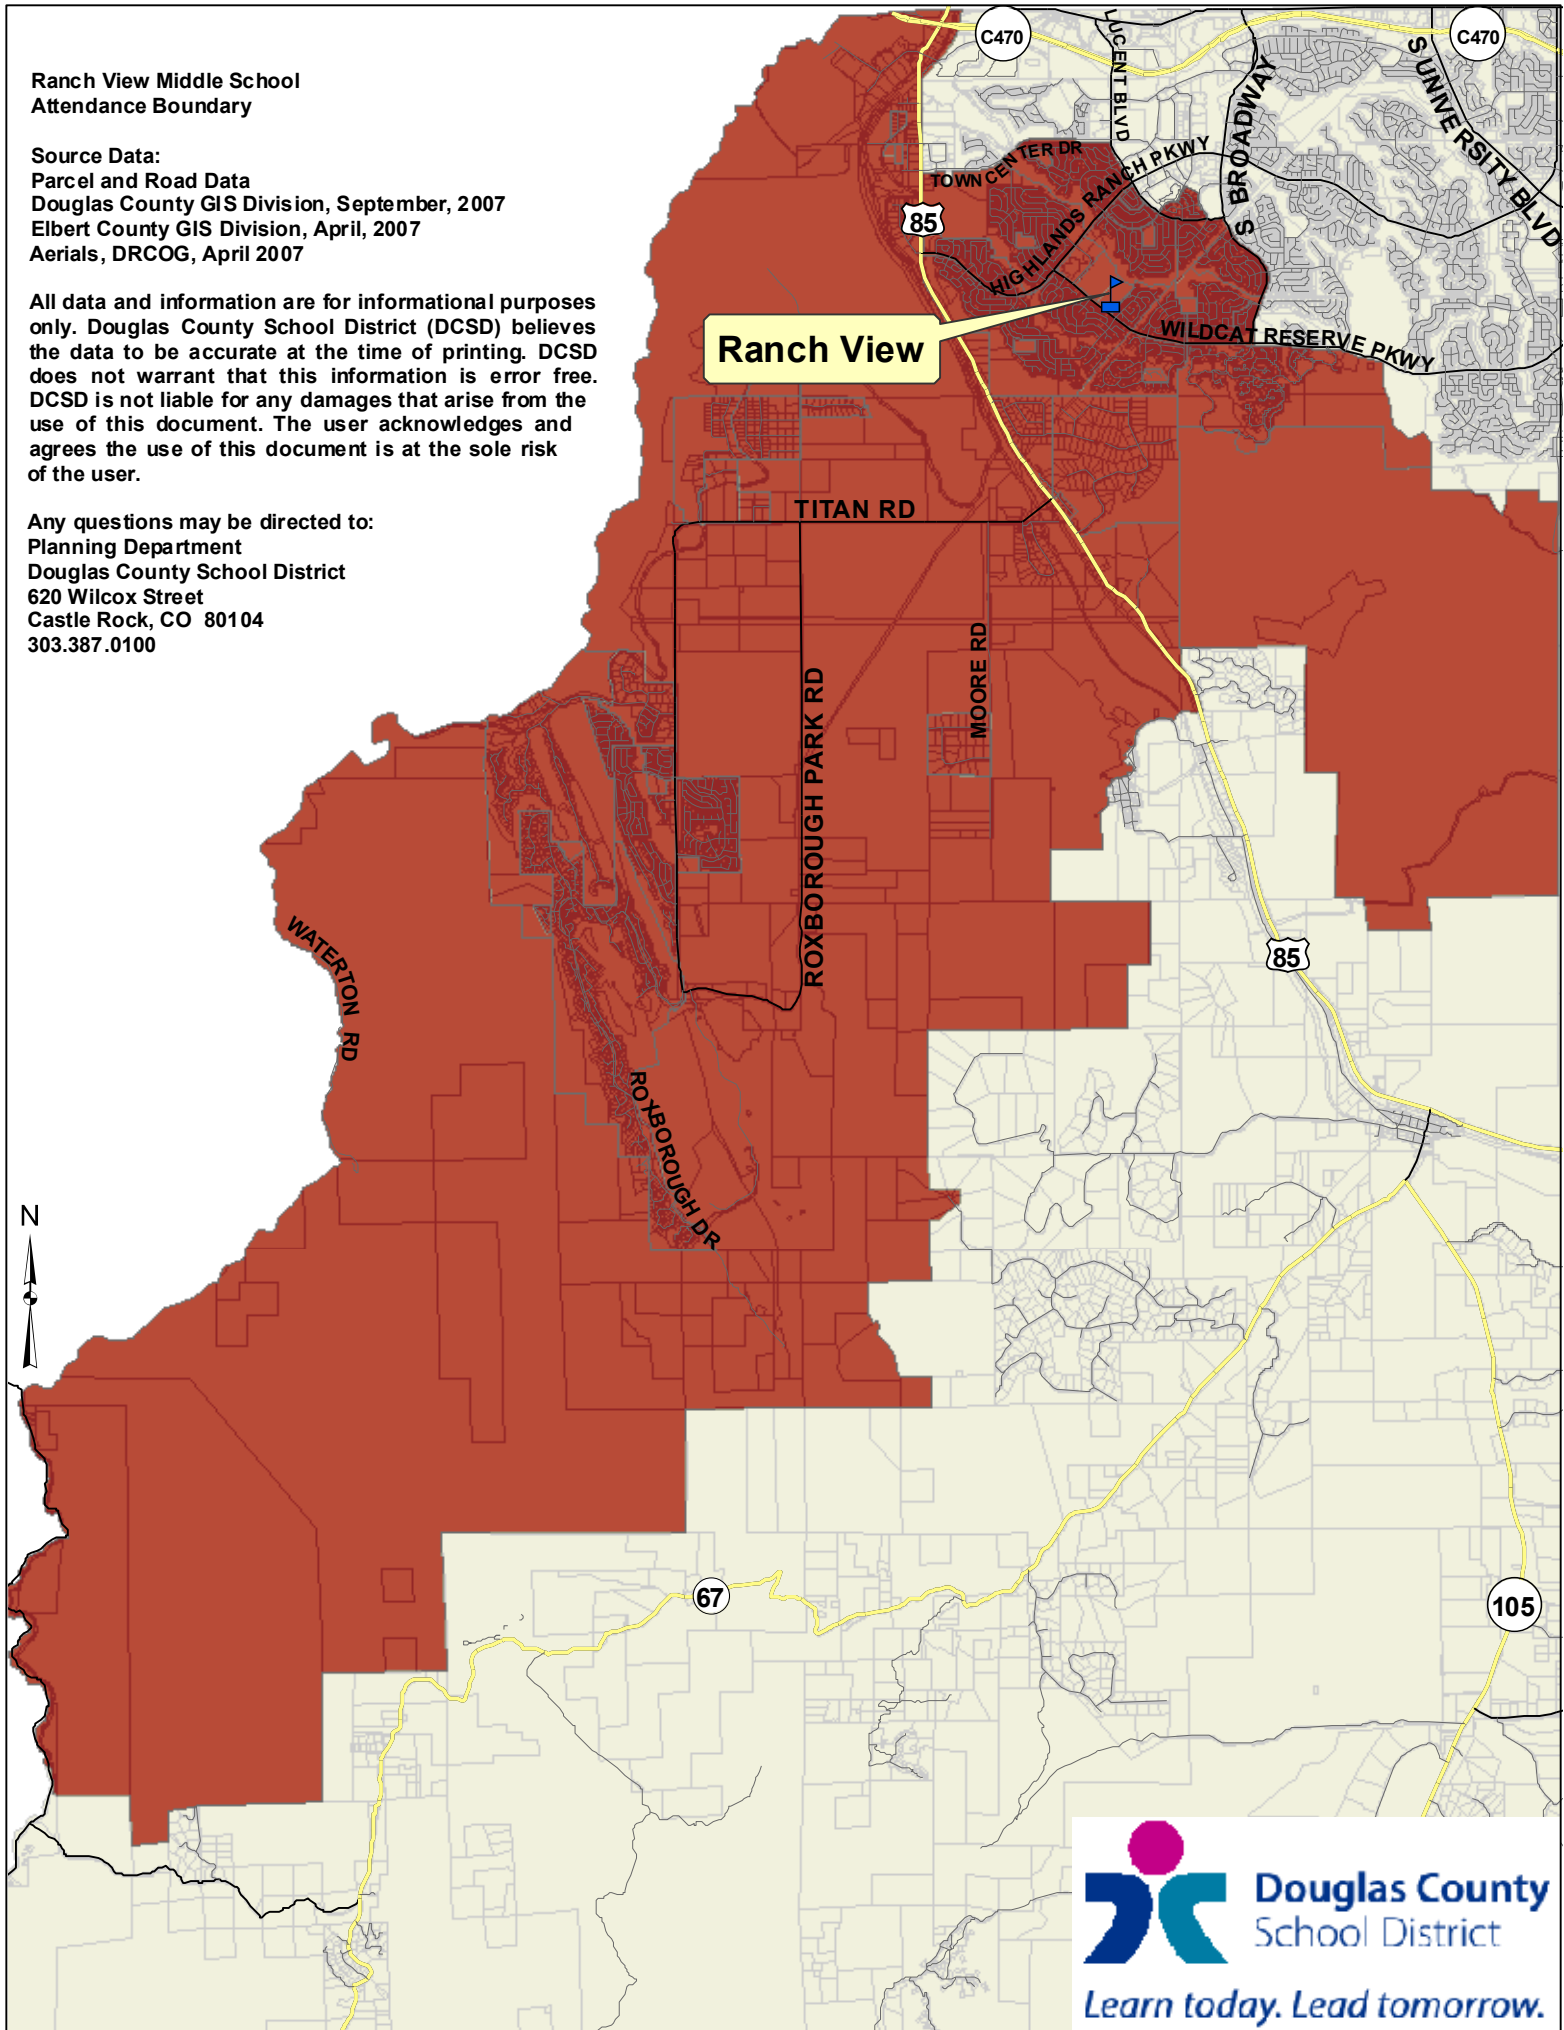 Ranch View Middle School
Attendance Boundary
Source Data:
Parcel and Road Data
Douglas County GIS Division, September, 2007
Elbert County GIS Division, April, 2007
Aerials, DRCOG, April 2007
All data and information are for informational purposes
only. Douglas County School District (DCSD) believes
the data to be accurate at the time of printing. DCSD
does not warrant that this information is error free.
DCSD is not liable for any damages that arise from the
use of this document. The user acknowledges and
agrees the use of this document is at the sole risk
of the user.
Any questions may be directed to:
Planning Department
Douglas County School District
620 Wilcox Street
Castle Rock, CO 80104
303.387.0100
C470
C470
LUCENT BLVD
S BROADWAY
S UNIVERSITY BLVD
TOWN CENTER DR
HIGHLANDS RANCH PKWY
85
Ranch View
WILDCAT RESERVE PKWY
TITAN RD
MOORE RD
ROXBOROUGH PARK RD
WATERTON RD
85
ROXBOROUGH DR
N
67
105
Douglas County
School District
Learn today. Lead tomorrow.